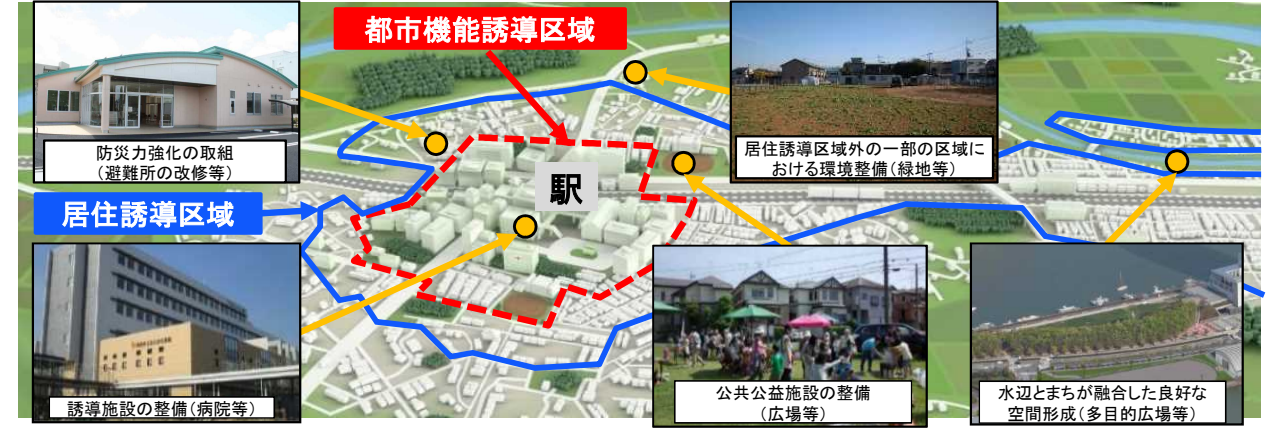 都市機能誘導区域
防災力強化の取組
(避難所の改修等)
居住誘導区域外の一部の区域に
おける環境整備(緑地等)
駅
居住誘導区域
誘導施設の整備(病院等)
公共公益施設の整備
(広場等)
水辺とまちが融合した良好な
空間形成(多目的広場等)